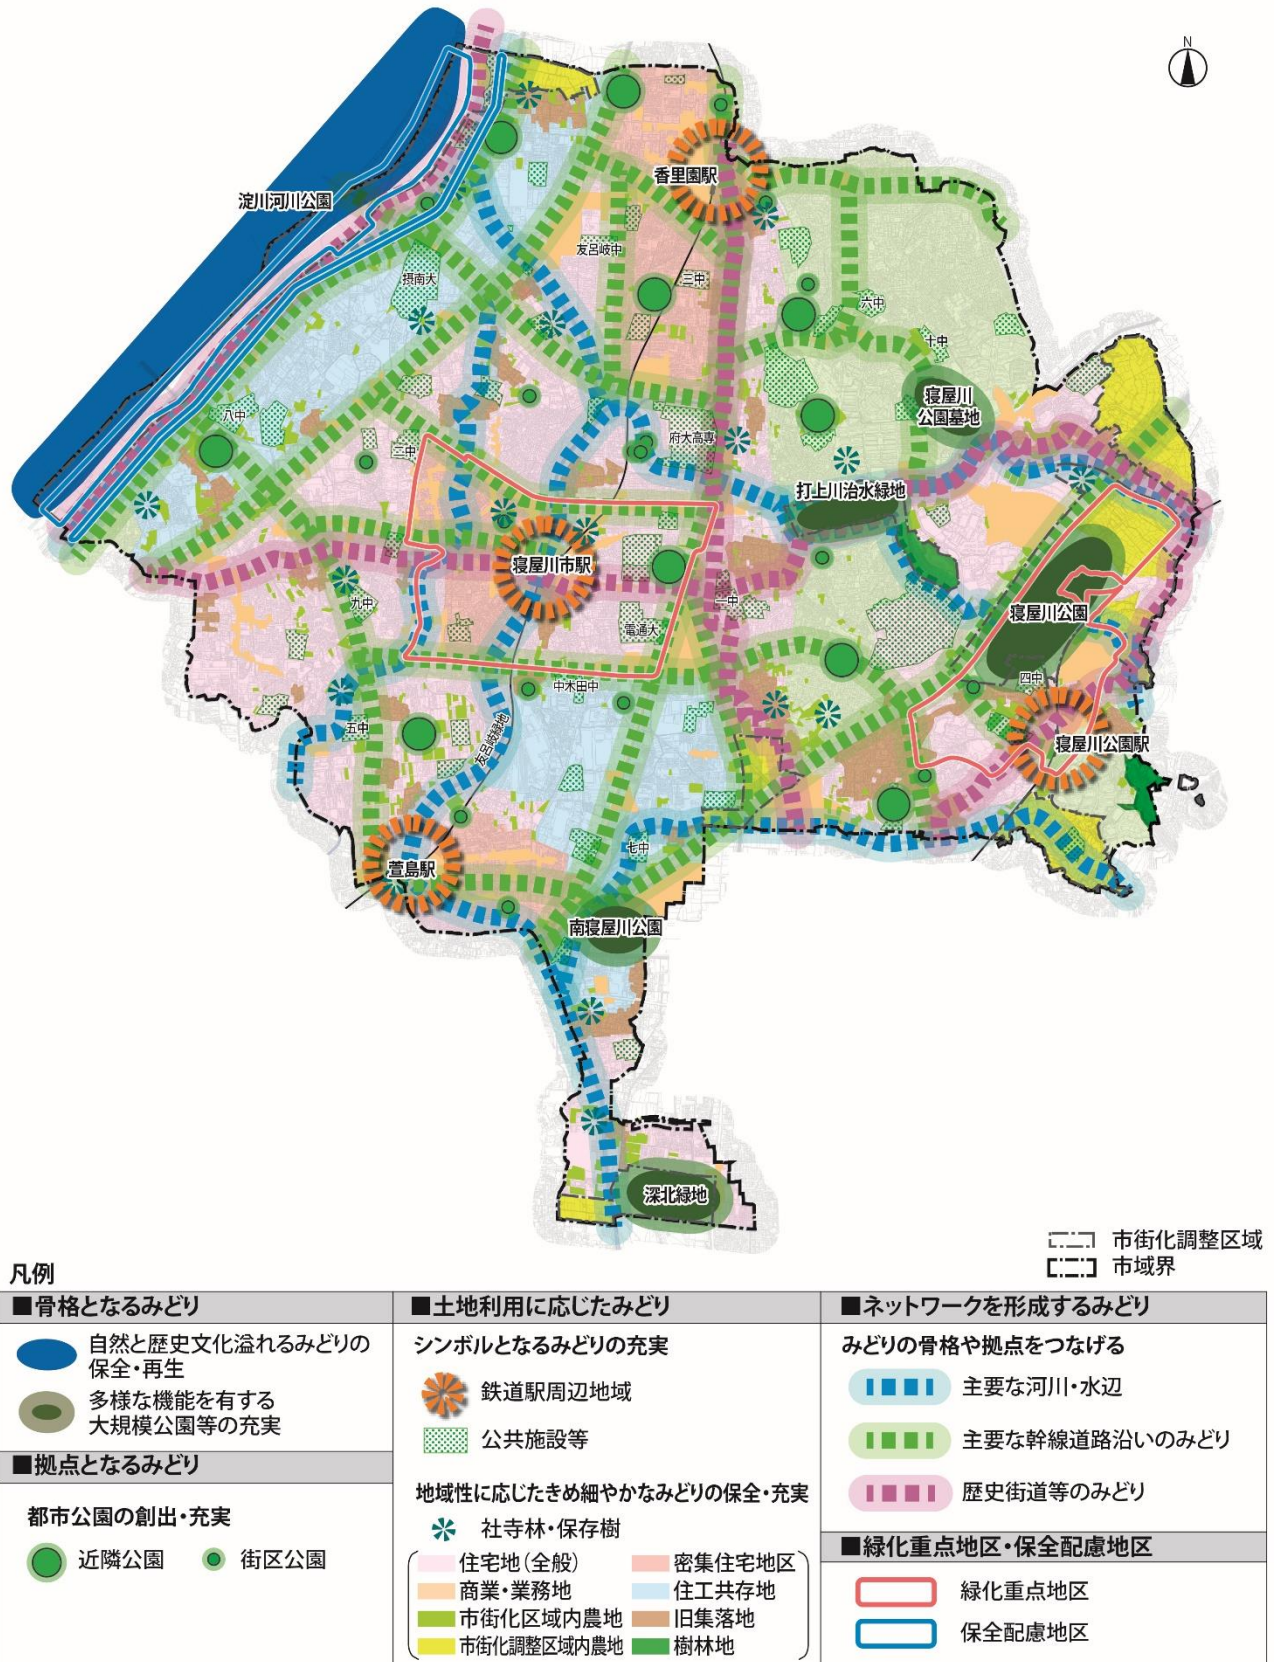 N
香里園駅
淀川河川公園
友呂岐中
摂南大
三中
六中
十中
寝屋川
公園墓地
八中
府大高専
二中
打上川治水緑地
寝屋川市駅
九中
一中
寝屋川公園
電通大
四中
中木田中
五中
友呂岐緑地
寝屋川公園駅
七中
萱島駅
南寝屋川公園
深北緑地
市街化調整区域
市域界
凡例
■骨格となるみどり
自然と歴史文化溢れるみどりの
保全・再生
多様な機能を有する
大規模公園等の充実
■拠点となるみどり
都市公園の創出・充実
近隣公園 街区公園
■土地利用に応じたみどり
シンボルとなるみどりの充実
鉄道駅周辺地域
公共施設等
地域性に応じたきめ細やかなみどりの保全・充実
社寺林・保存樹
住宅地(全般) 密集住宅地区
商業・業務地 住工共存地
市街化区域内農地 旧集落地
市街化調整区域内農地 樹林地
■ネットワークを形成するみどり
みどりの骨格や拠点をつなげる
主要な河川・水辺
主要な幹線道路沿いのみどり
歴史街道等のみどり
■緑化重点地区・保全配慮地区
緑化重点地区
保全配慮地区